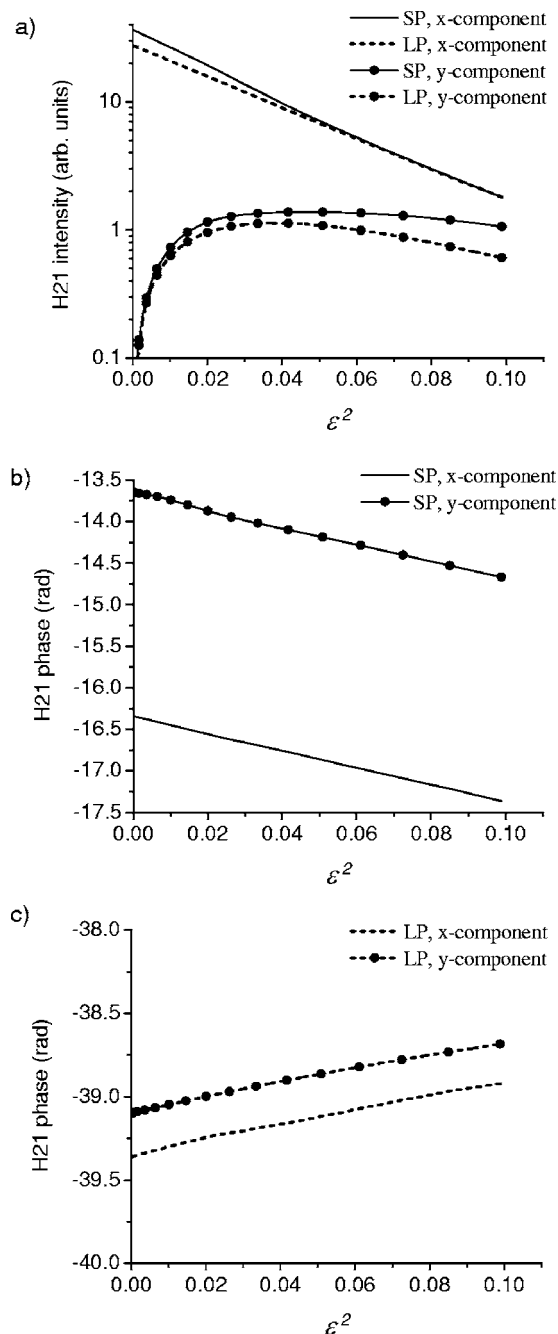 a)
SP, x-component
LP, x-component
SP, y-component
LP, y-component
H21 intensity (arb. units)
10
1
0.1
0.00 0.02 0.04 0.06 0.08 0.10
ε²
b)
SP, x-component
SP, y-component
H21 phase (rad)
-13.5
-14.0
-14.5
-15.0
-15.5
-16.0
-16.5
-17.0
-17.5
0.00 0.02 0.04 0.06 0.08 0.10
ε²
c)
LP, x-component
LP, y-component
H21 phase (rad)
-38.0
-38.5
-39.0
-39.5
-40.0
0.00 0.02 0.04 0.06 0.08 0.10
ε²